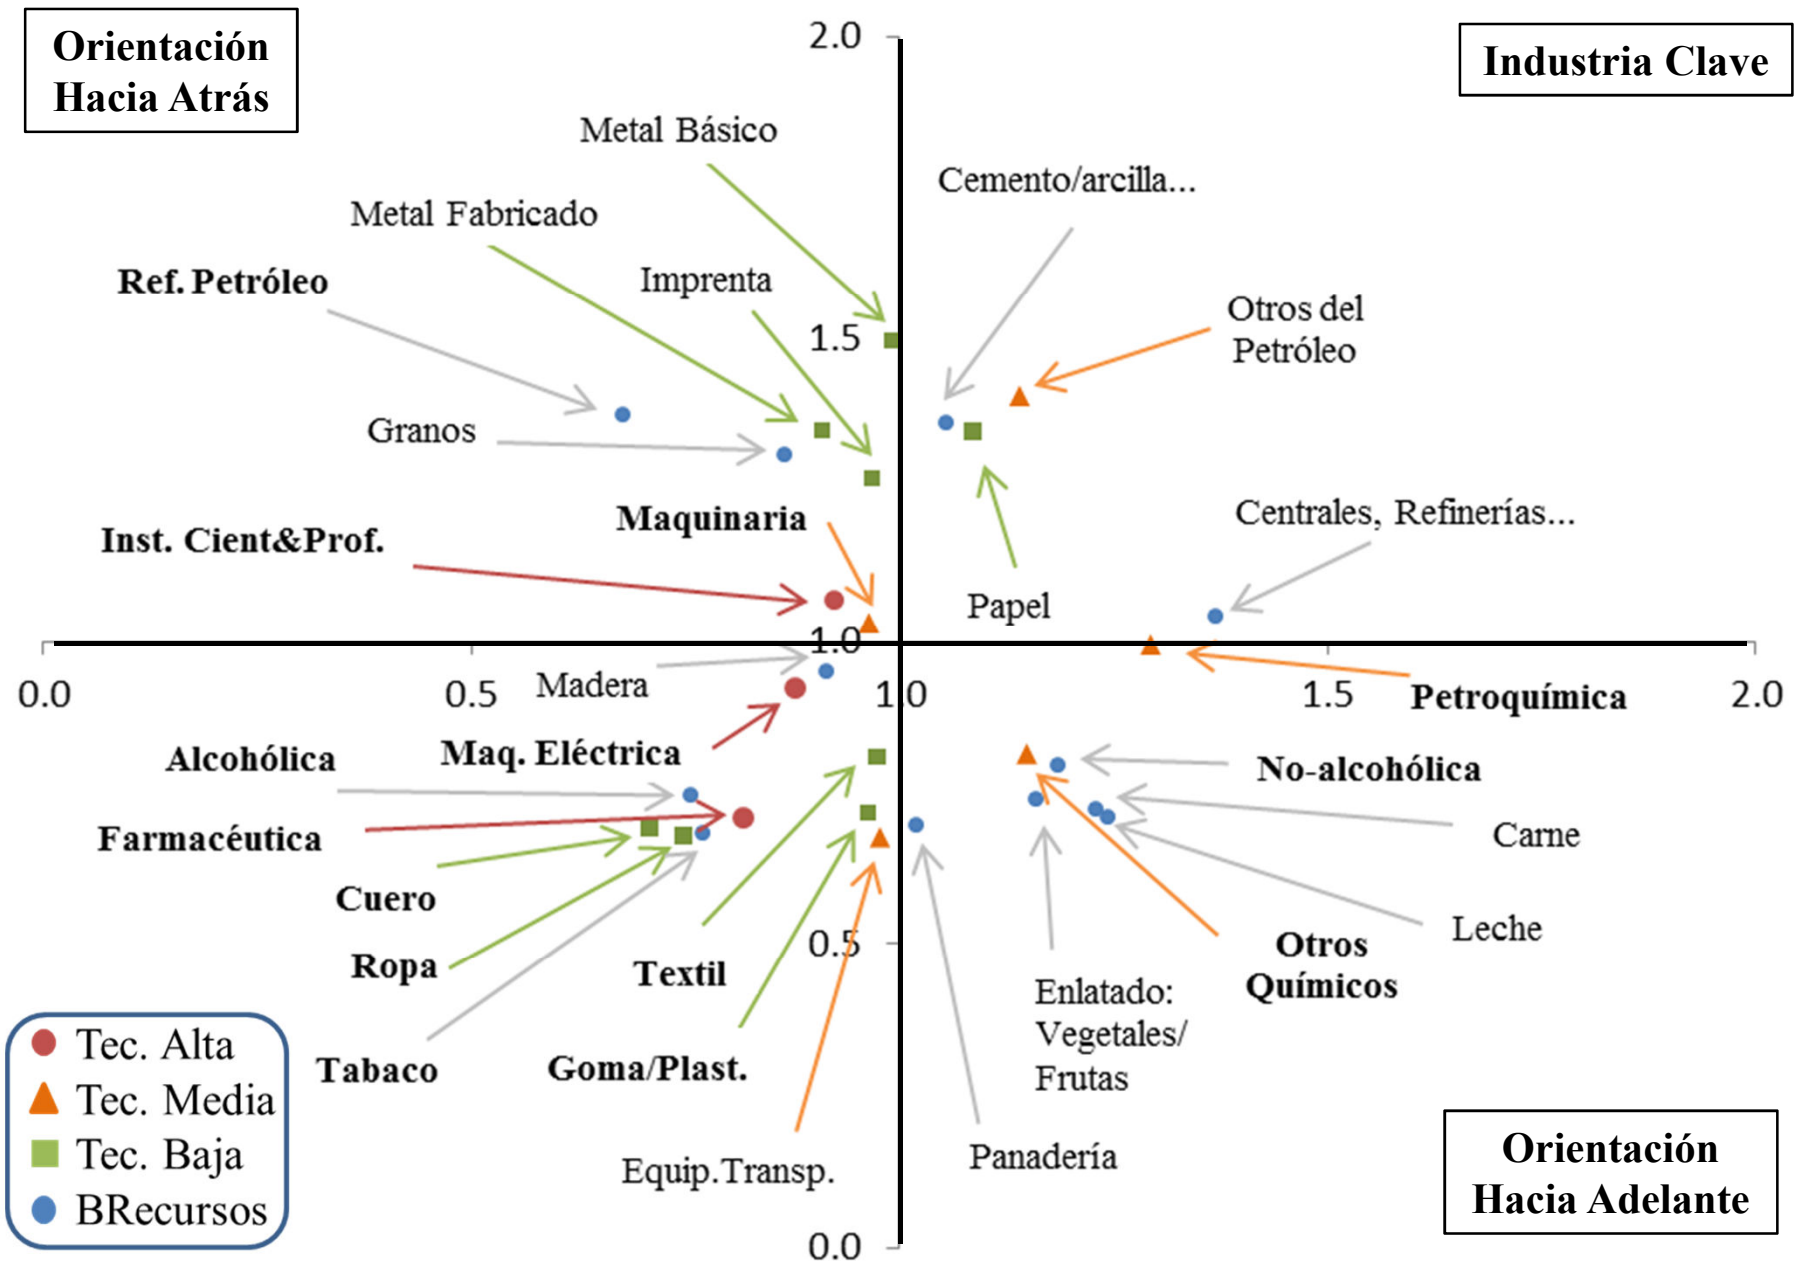 Orientación
Hacia Atrás
2.0
Industria Clave
Metal Básico
Cemento/arcilla...
Metal Fabricado
Ref. Petróleo
Imprenta
Otros del
Petróleo
1.5
Granos
Maquinaria
Centrales, Refinerías...
Inst. Cient&Prof.
Papel
1.0
Madera
0.0
0.5
1.0
1.5
Petroquímica
2.0
Alcohólica
Maq. Eléctrica
No-alcohólica
Farmacéutica
Carne
Cuero
Leche
Ropa
Textil
0.5
Otros
Químicos
Enlatado:
Vegetales/
Frutas
Tabaco
Goma/Plast.
Equip.Transp.
Panadería
Tec. Alta
Tec. Media
Tec. Baja
BRecursos
Orientación
Hacia Adelante
0.0